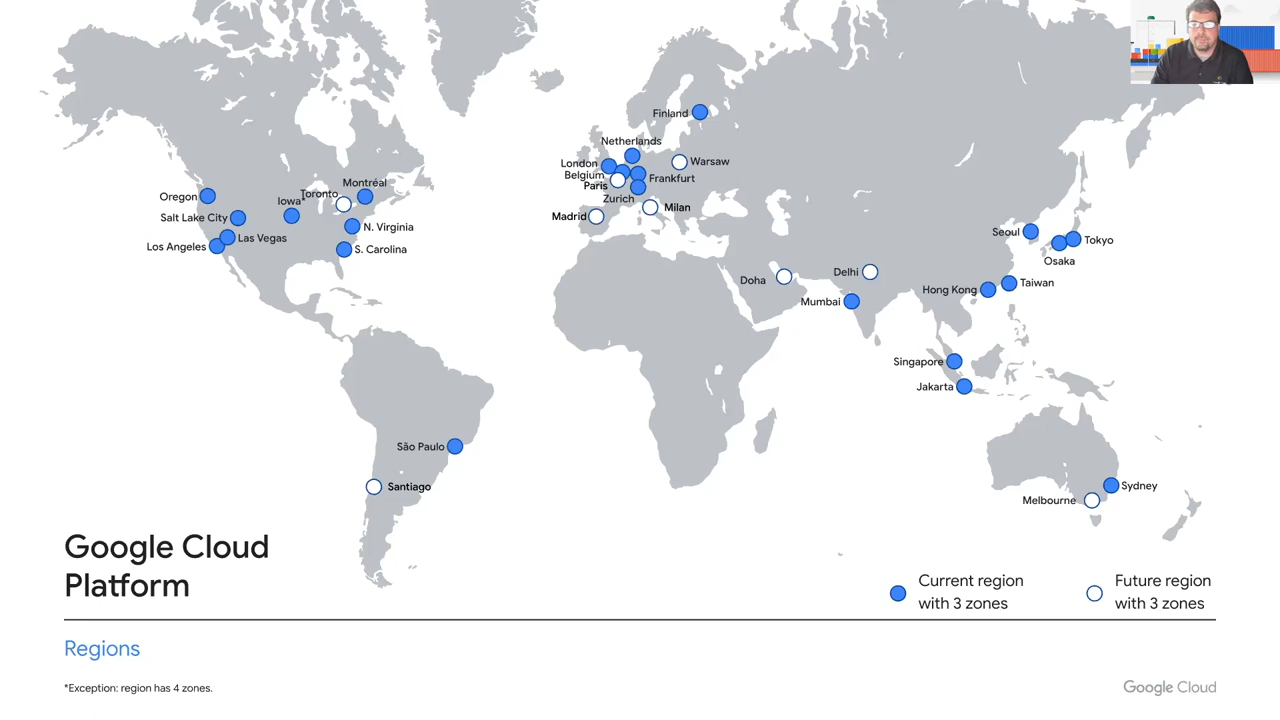 Finland
Netherlands
London
Belgium
Paris
Warsaw
Frankfurt
Zurich
Milan
Madrid
Montréal
Toronto
Iowa*
Oregon
Salt Lake City
Las Vegas
Los Angeles
N. Virginia
S. Carolina
Seoul
Tokyo
Osaka
Doha
Delhi
Mumbai
Hong Kong
Taiwan
Singapore
Jakarta
São Paulo
Santiago
Sydney
Melbourne
Google Cloud
Platform
Current region
with 3 zones
Future region
with 3 zones
Regions
*Exception: region has 4 zones.
Google Cloud